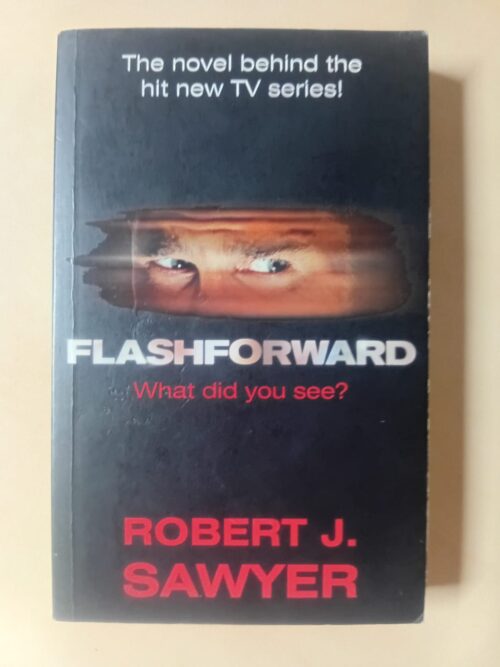 The novel behind the
hit new TV series!
FLASHFORWARD
What did you see?
ROBERT J.
SAWYER